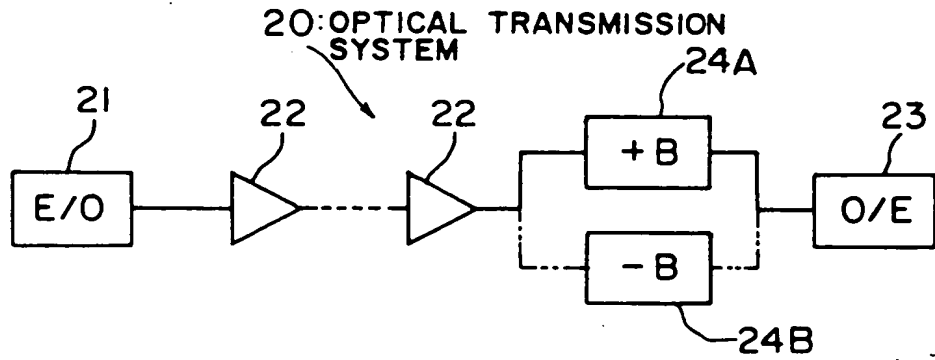 20:OPTICAL TRANSMISSION
SYSTEM
24A
21
22
22
23
E/O
+B
O/E
-B
24B